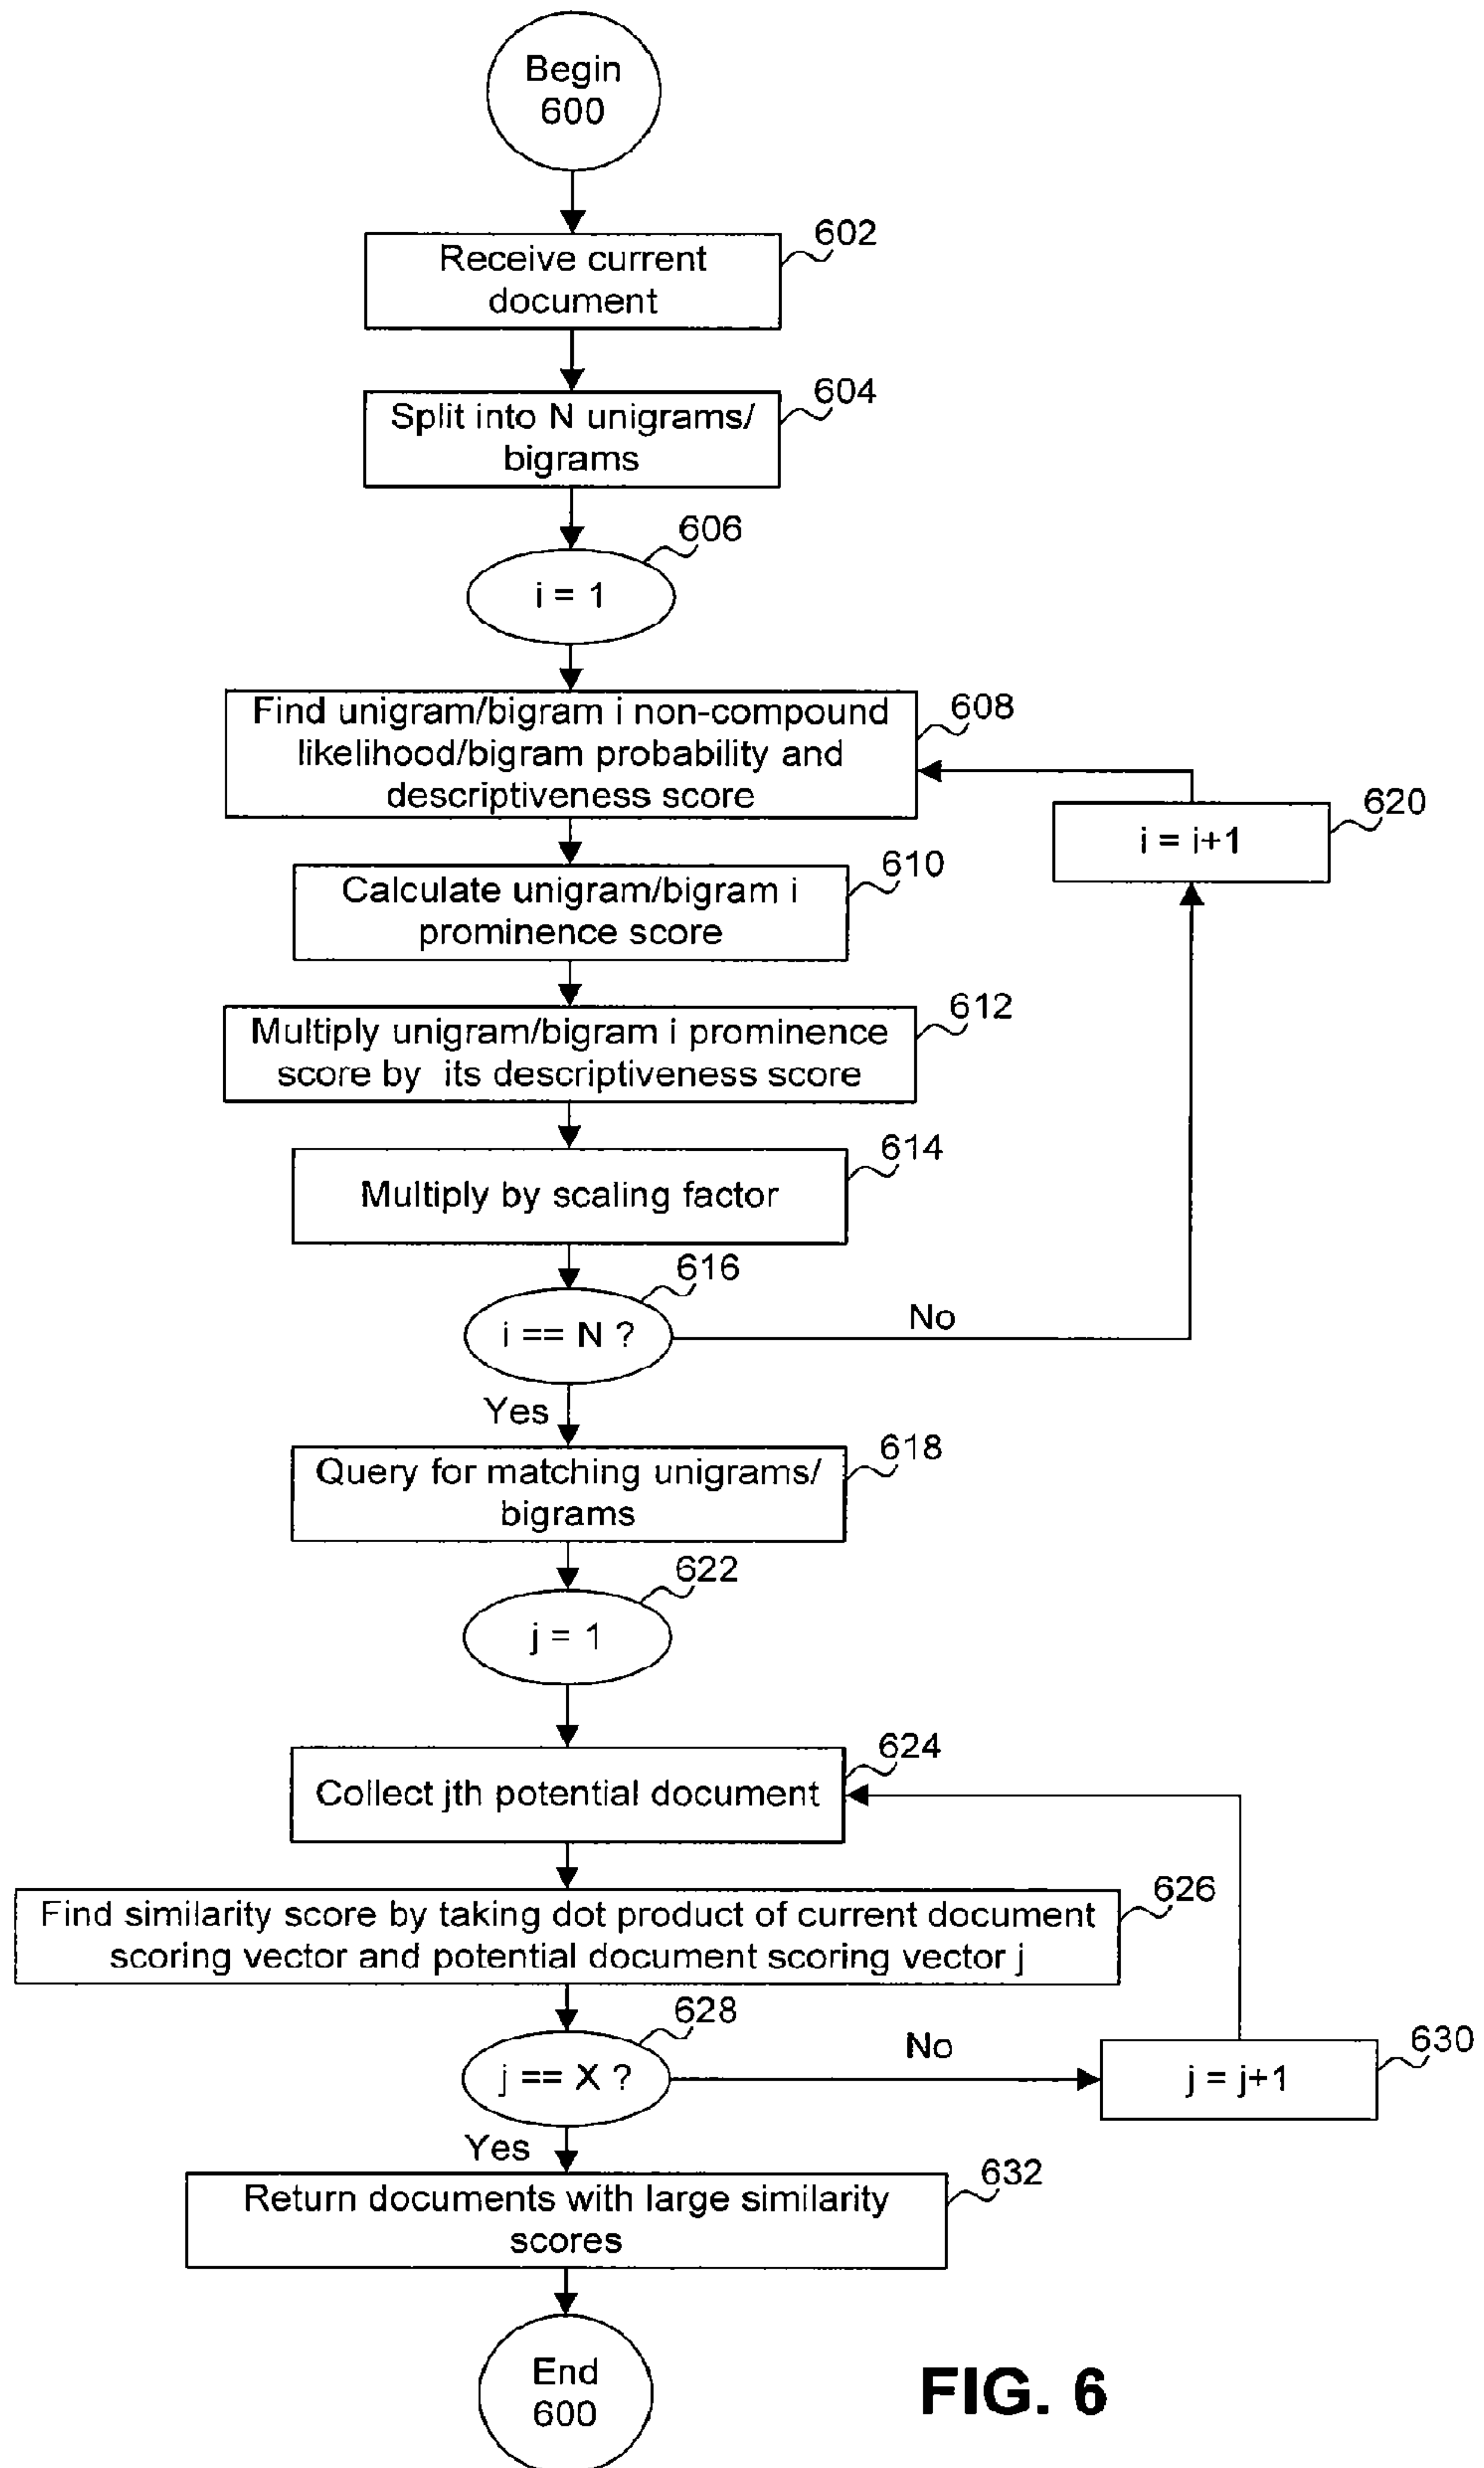 Begin
600
602
Receive current
document
604
Split into N unigrams/
bigrams
606
i = 1
608
Find unigram/bigram i non-compound
likelihood/bigram probability and
descriptiveness score
620
i = i+1
610
Calculate unigram/bigram i
prominence score
612
Multiply unigram/bigram i prominence
score by its descriptiveness score
614
Multiply by scaling factor
616
i == N ?
No
Yes
618
Query for matching unigrams/
bigrams
622
j = 1
624
Collect jth potential document
626
Find similarity score by taking dot product of current document
scoring vector and potential document scoring vector j
628
j == X ?
No
630
j = j+1
Yes
632
Return documents with large similarity
scores
End
600
FIG. 6